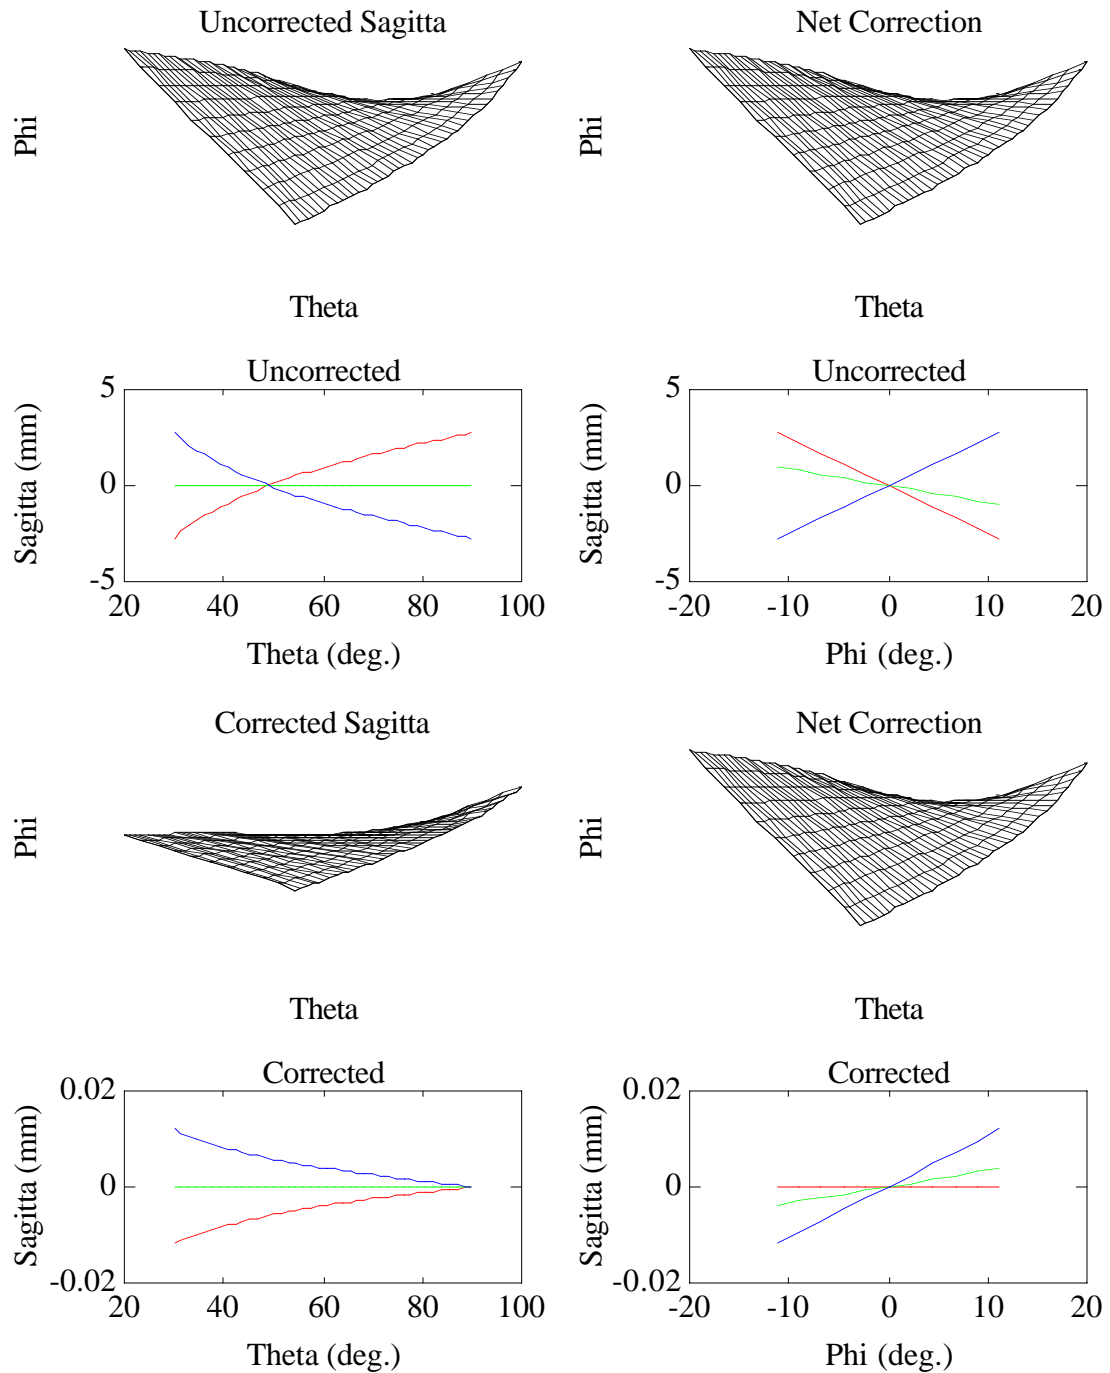 Uncorrected Sagitta
Net Correction
Phi
Phi
Theta
Theta
Uncorrected
Uncorrected
5
0
-5
Sagitta (mm)
20 40 60 80 100
Theta (deg.)
5
0
-5
Sagitta (mm)
-20 -10 0 10 20
Phi (deg.)
Corrected Sagitta
Net Correction
Phi
Phi
Theta
Theta
Corrected
Corrected
0.02
0
-0.02
Sagitta (mm)
20 40 60 80 100
Theta (deg.)
0.02
0
-0.02
Sagitta (mm)
-20 -10 0 10 20
Phi (deg.)